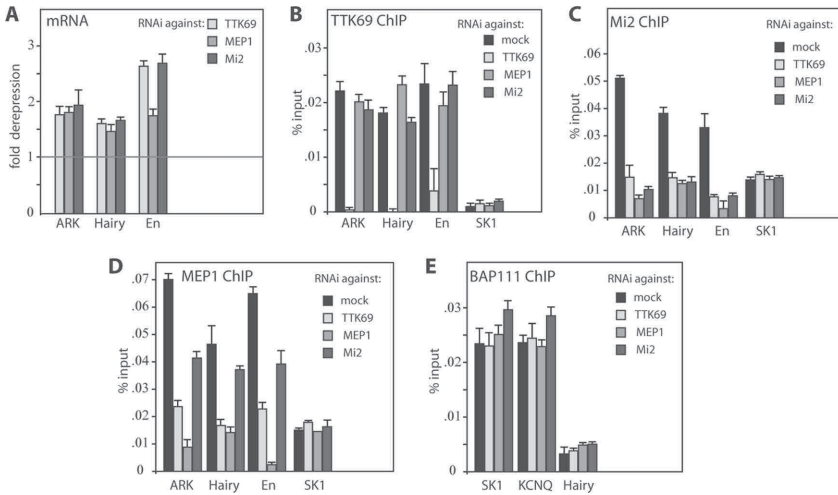 A
mRNA
RNAi against:
TTK69
MEP1
Mi2
fold derepression
3
2
1
0
ARK Hairy En
B
TTK69 ChIP
RNAi against:
mock
TTK69
MEP1
Mi2
% input
.03
.02
.01
0
ARK Hairy En SK1
C
Mi2 ChIP
RNAi against:
mock
TTK69
MEP1
Mi2
% input
.06
.05
.04
.03
.02
.01
0
ARK Hairy En SK1
D
MEP1 ChIP
RNAi against:
mock
TTK69
MEP1
Mi2
% input
.07
.06
.05
.04
.03
.02
.01
0
ARK Hairy En SK1
E
BAP111 ChIP
RNAi against:
mock
TTK69
MEP1
Mi2
% input
.03
.02
.01
0
SK1 KCNQ Hairy